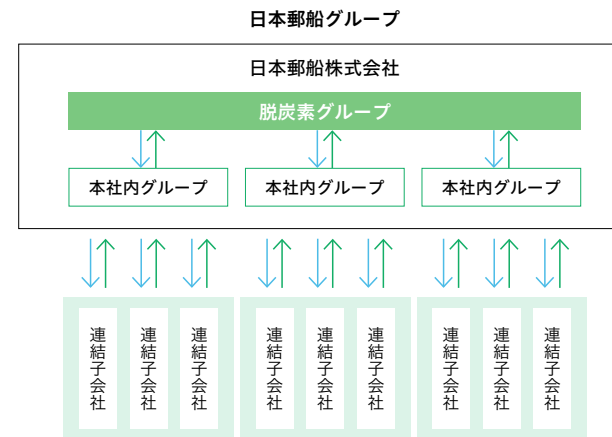 日本郵船グループ
日本郵船株式会社
脱炭素グループ
本社内グループ
本社内グループ
本社内グループ
連結子会社
連結子会社
連結子会社
連結子会社
連結子会社
連結子会社
連結子会社
連結子会社
連結子会社